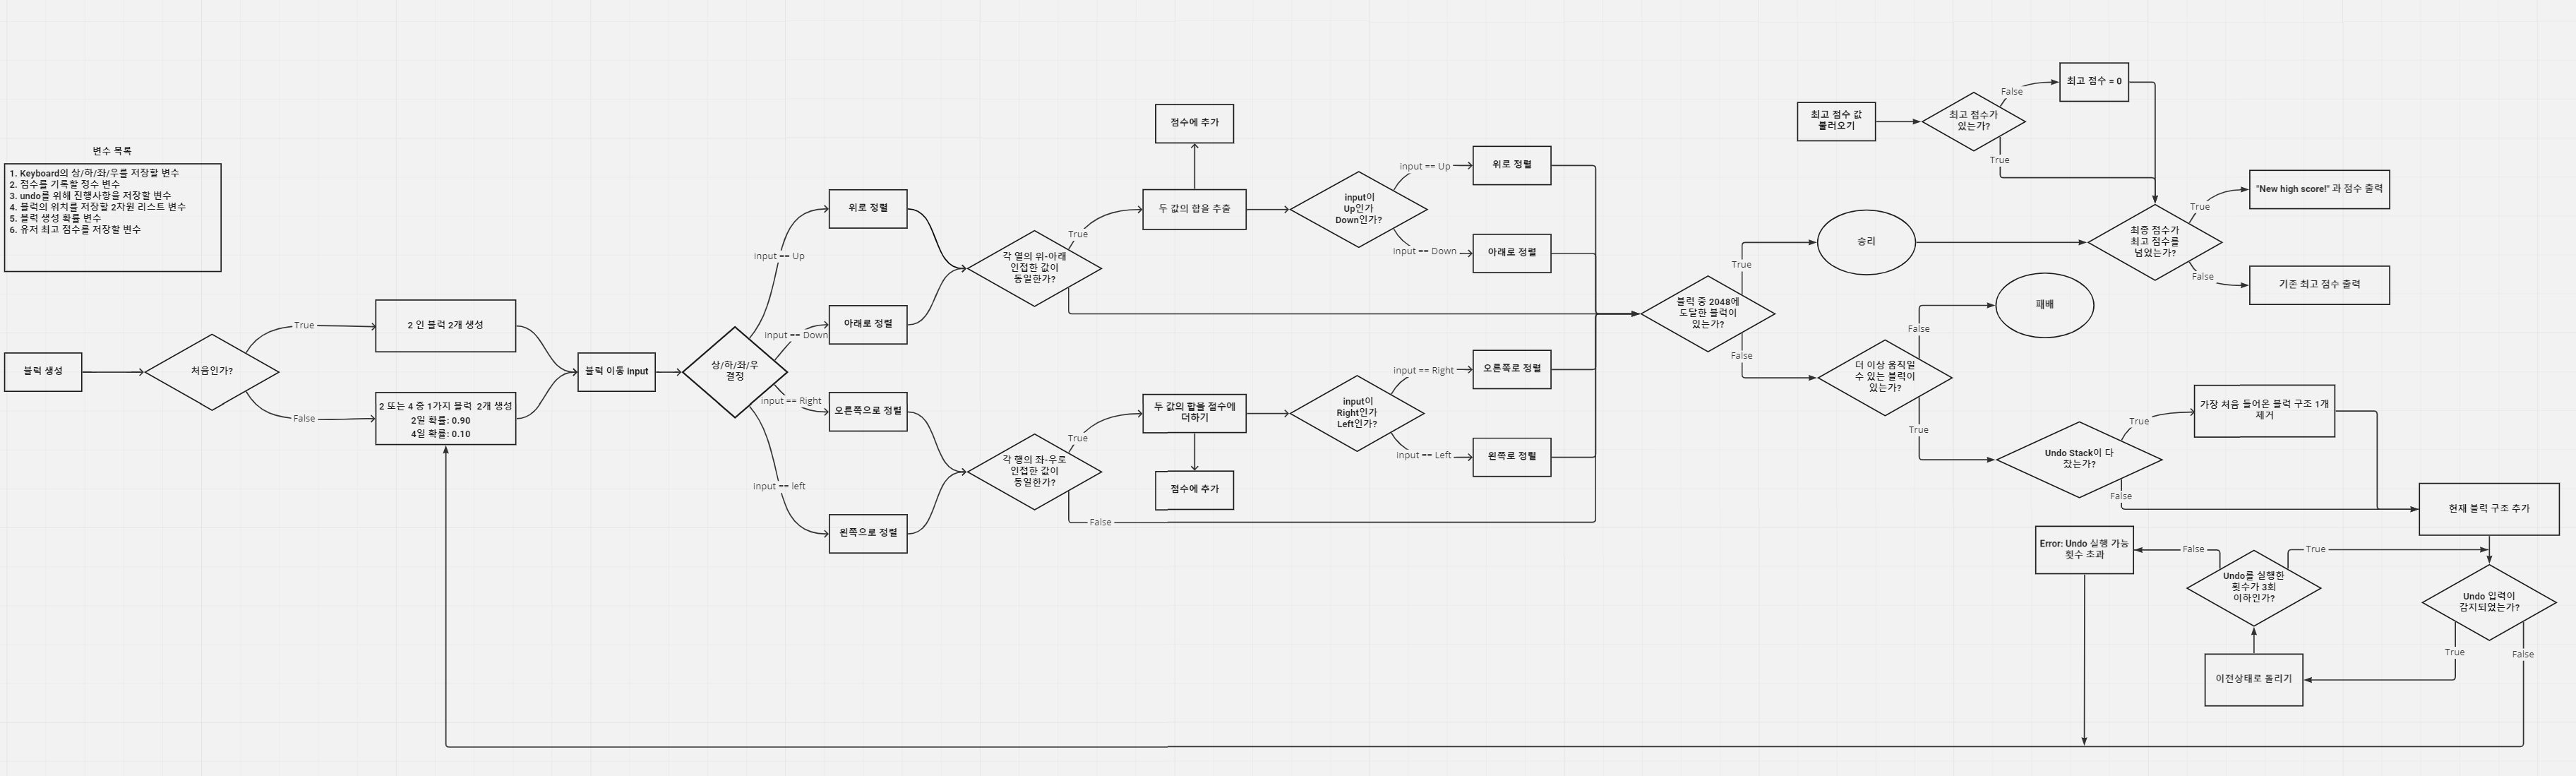 변수 목록
1. Keyboard의 상/하/좌/우를 저장할 변수
2. 점수를 기록할 정수 변수
3. undo를 위해 진행사항을 저장할 변수
4. 블럭의 위치를 저장할 2차원 리스트 변수
5. 블럭 생성 확률 변수
6. 유저 최고 점수를 저장할 변수
블럭 생성
처음인가?
True
False
2 인 블럭 2개 생성
2 또는 4 중 1가지 블럭 2개 생성
2일 확률: 0.90
4일 확률: 0.10
블럭 이동 input
상/하/좌/우
결정
input == Up
input == Down
input == Right
input == left
위로 정렬
아래로 정렬
오른쪽으로 정렬
왼쪽으로 정렬
각 열의 위-아래
인접한 값이
동일한가?
True
점수에 추가
두 값의 합을 추출
input이
Up인가
Down인가?
input == Up
input == Down
위로 정렬
아래로 정렬
각 행의 좌-우로
인접한 값이
동일한가?
True
False
두 값의 합을 점수에
더하기
점수에 추가
input이
Right인가
Left인가?
input == Right
input == Left
오른쪽로 정렬
왼쪽로 정렬
블럭 중 2048에
도달한 블럭이
있는가?
True
False
승리
최고 점수 값
불러오기
최고 점수가
있는가?
False
True
최고 점수 = 0
최종 점수가
최고 점수를
넘었는가?
True
False
"New high score!" 과 점수 출력
기존 최고 점수 출력
더 이상 움직일
수 있는 블럭이
있는가?
False
True
패배
Undo Stack이 다
찼는가?
True
False
가장 처음 들어온 블럭 구조 1개
제거
현재 블럭 구조 추가
Undo 입력이
감지되었는가?
True
False
이전상태로 돌리기
Undo를 실행한
횟수가 3회
이하인가?
True
False
Error: Undo 실행 가능
횟수 초과